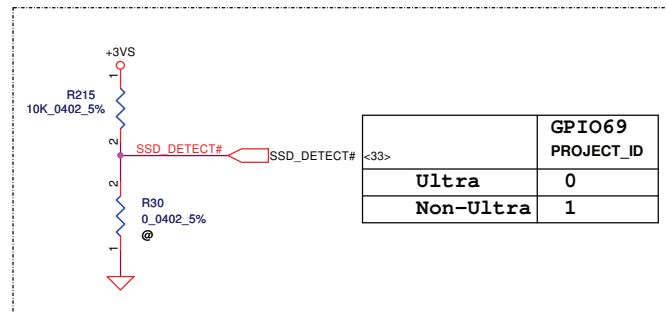 +3VS
1
R215
10K_0402_5%
2
SSD_DETECT#
SSD_DETECT# <33>
2
R30
0_0402_5%
@
1
GPIO69
PROJECT_ID
Ultra 0
Non-Ultra 1